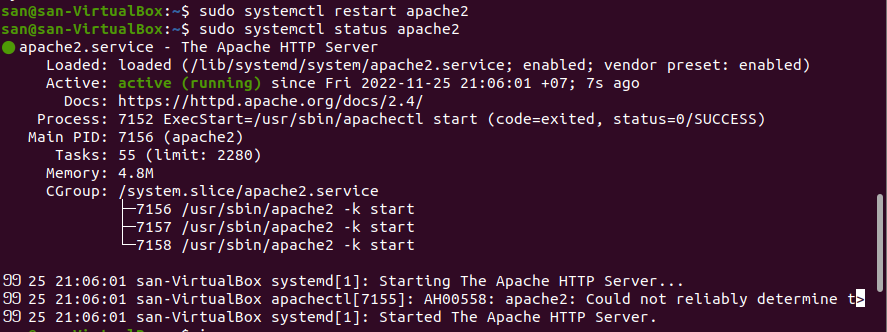 san@san-VirtualBox:~$ sudo systemctl restart apache2
san@san-VirtualBox:~$ sudo systemctl status apache2
● apache2.service - The Apache HTTP Server
Loaded: loaded (/lib/systemd/system/apache2.service; enabled; vendor preset: enabled)
Active: active (running) since Fri 2022-11-25 21:06:01 +07; 7s ago
Docs: https://httpd.apache.org/docs/2.4/
Process: 7152 ExecStart=/usr/sbin/apachectl start (code=exited, status=0/SUCCESS)
Main PID: 7156 (apache2)
Tasks: 55 (limit: 2280)
Memory: 4.8M
CGroup: /system.slice/apache2.service
├─7156 /usr/sbin/apache2 -k start
├─7157 /usr/sbin/apache2 -k start
└─7158 /usr/sbin/apache2 -k start
25 21:06:01 san-VirtualBox systemd[1]: Starting The Apache HTTP Server...
25 21:06:01 san-VirtualBox apachectl[7155]: AH00558: apache2: Could not reliably determine t>
25 21:06:01 san-VirtualBox systemd[1]: Started The Apache HTTP Server.